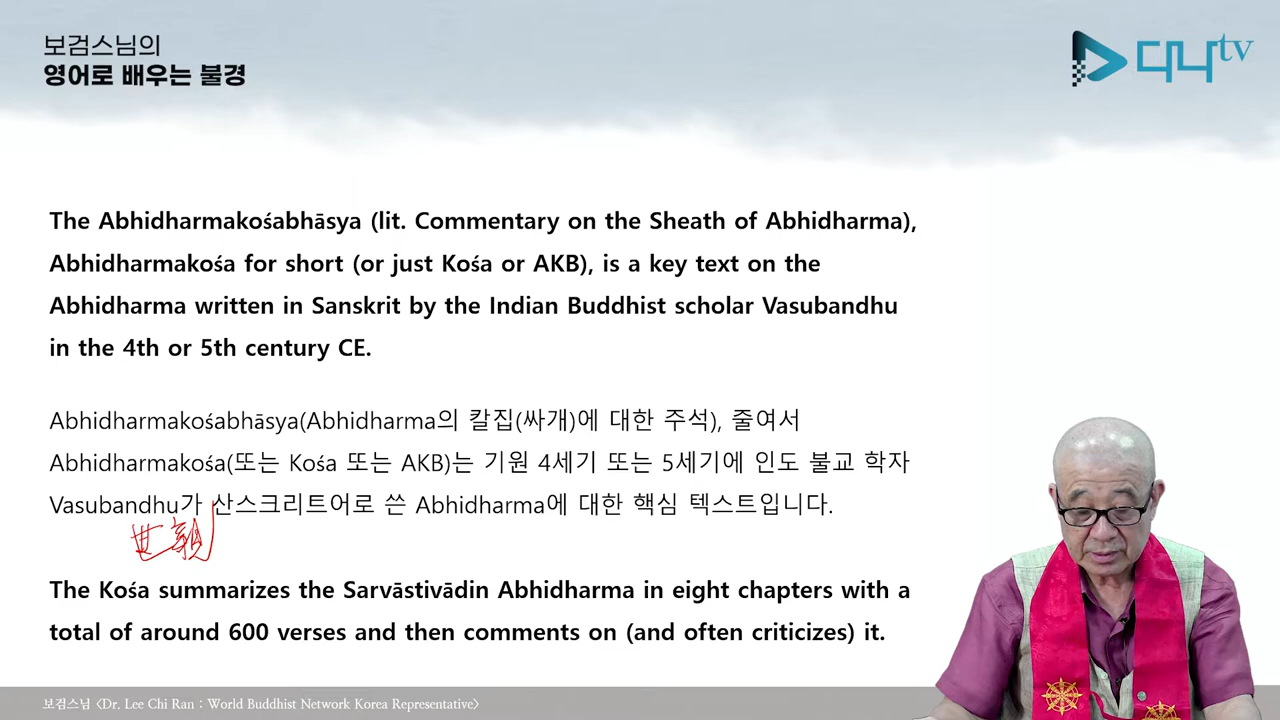 보검스님의
영어로 배우는 불경
다나tv
The Abhidharmakośabhāsya (lit. Commentary on the Sheath of Abhidharma),
Abhidharmakośa for short (or just Kośa or AKB), is a key text on the
Abhidharma written in Sanskrit by the Indian Buddhist scholar Vasubandhu
in the 4th or 5th century CE.
Abhidharmakośabhāsya(Abhidharma의 칼집(싸개)에 대한 주석), 줄여서
Abhidharmakośa(또는 Kośa 또는 AKB)는 기원 4세기 또는 5세기에 인도 불교 학자
Vasubandhu가 산스크리트어로 쓴 Abhidharma에 대한 핵심 텍스트입니다.
世親
The Kośa summarizes the Sarvāstivādin Abhidharma in eight chapters with a
total of around 600 verses and then comments on (and often criticizes) it.
보검스님 <Dr. Lee Chi Ran : World Buddhist Network Korea Representative>